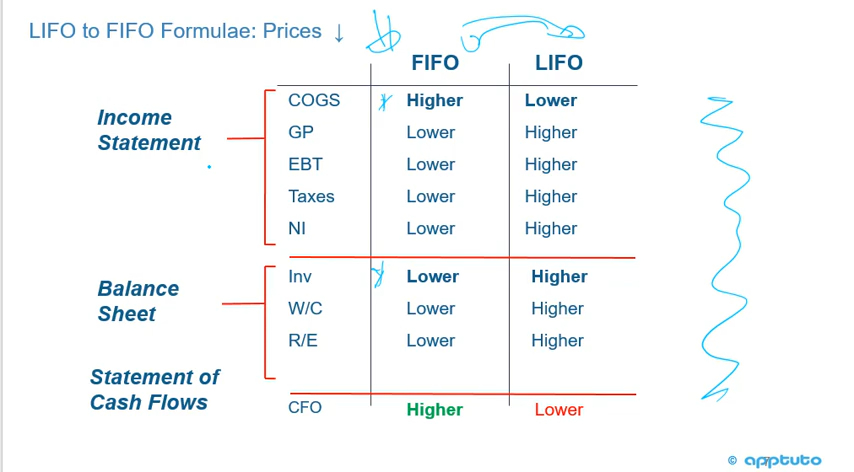 LIFO to FIFO Formulae: Prices ↓
FIFO LIFO
COGS Higher Lower
Income
Statement
GP Lower Higher
EBT Lower Higher
Taxes Lower Higher
NI Lower Higher
Inv Lower Higher
Balance
Sheet
W/C Lower Higher
R/E Lower Higher
Statement of
Cash Flows
CFO Higher Lower
© apptuto